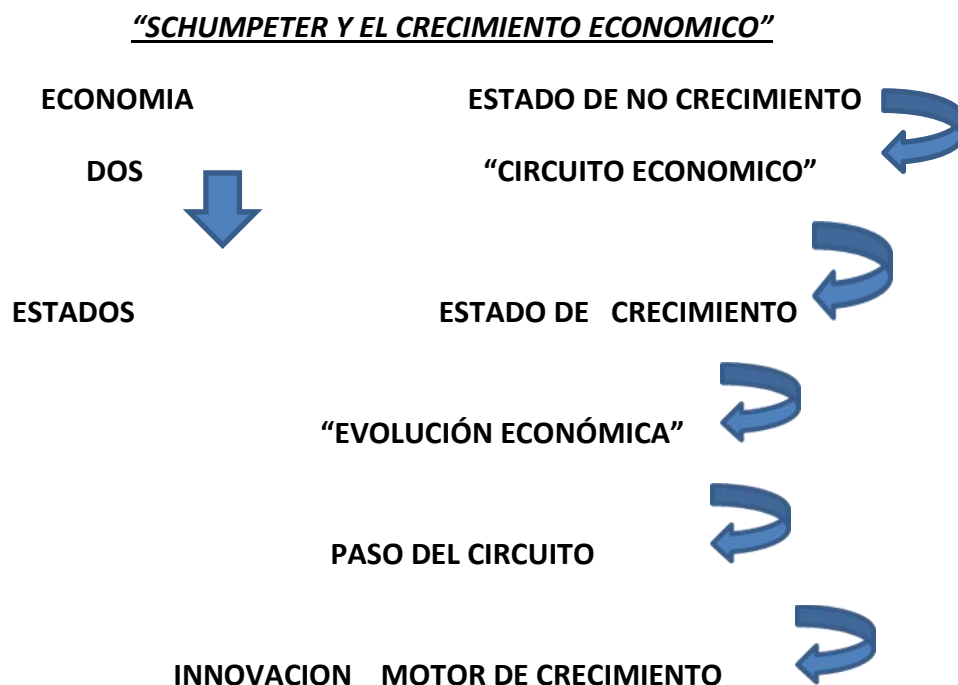 “SCHUMPETER Y EL CRECIMIENTO ECONOMICO”
ECONOMIA ESTADO DE NO CRECIMIENTO
DOS “CIRCUITO ECONOMICO”
ESTADOS ESTADO DE CRECIMIENTO
“EVOLUCIÓN ECONÓMICA”
PASO DEL CIRCUITO
INNOVACION MOTOR DE CRECIMIENTO